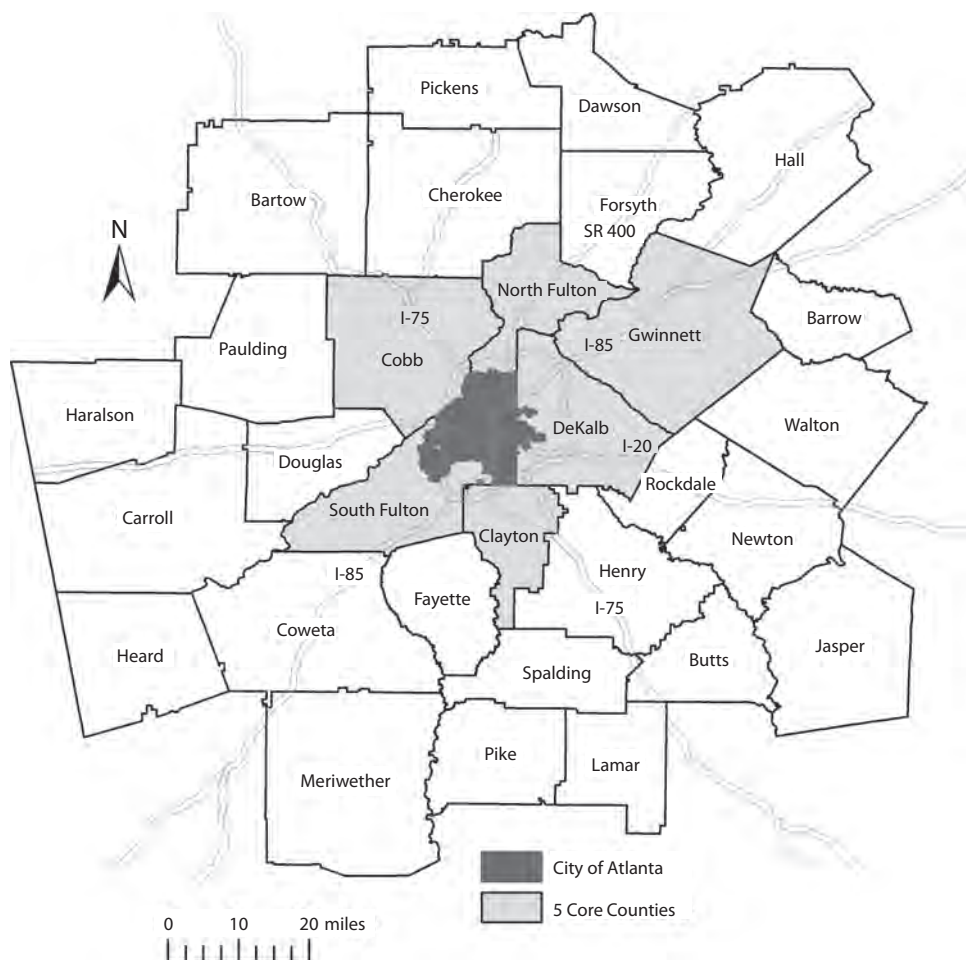 Pickens
Dawson
Hall
Bartow
Cherokee
Forsyth
SR 400
N
North Fulton
I-75
Barrow
Gwinnett
I-85
Paulding
Cobb
Haralson
Walton
DeKalb
Douglas
I-20
Rockdale
South Fulton
Carroll
Clayton
Newton
I-85
Henry
Fayette
I-75
Coweta
Jasper
Heard
Butts
Spalding
Pike
Lamar
Meriwether
City of Atlanta
5 Core Counties
0 10 20 miles